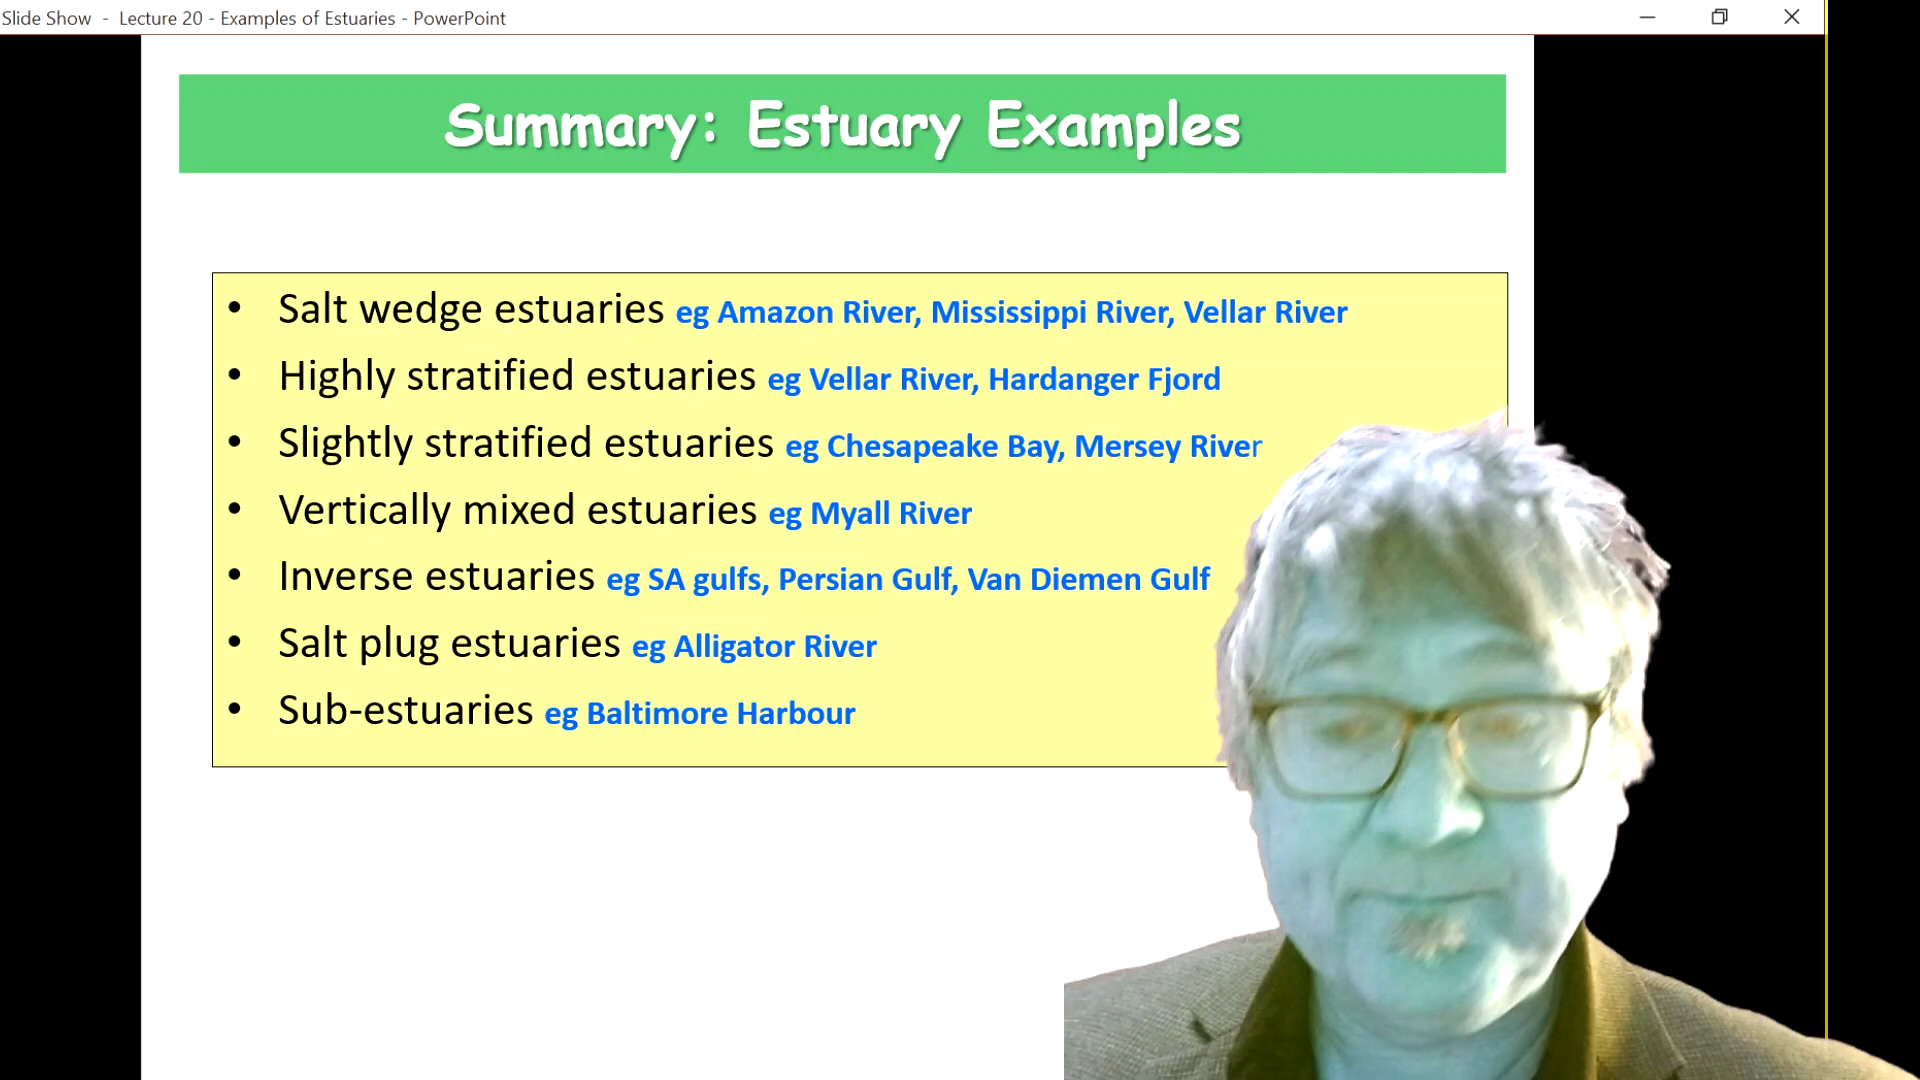 Slide Show - Lecture 20 - Examples of Estuaries - PowerPoint
Summary: Estuary Examples
• Salt wedge estuaries eg Amazon River, Mississippi River, Vellar River
• Highly stratified estuaries eg Vellar River, Hardanger Fjord
• Slightly stratified estuaries eg Chesapeake Bay, Mersey River
• Vertically mixed estuaries eg Myall River
• Inverse estuaries eg SA gulfs, Persian Gulf, Van Diemen Gulf
• Salt plug estuaries eg Alligator River
• Sub-estuaries eg Baltimore Harbour